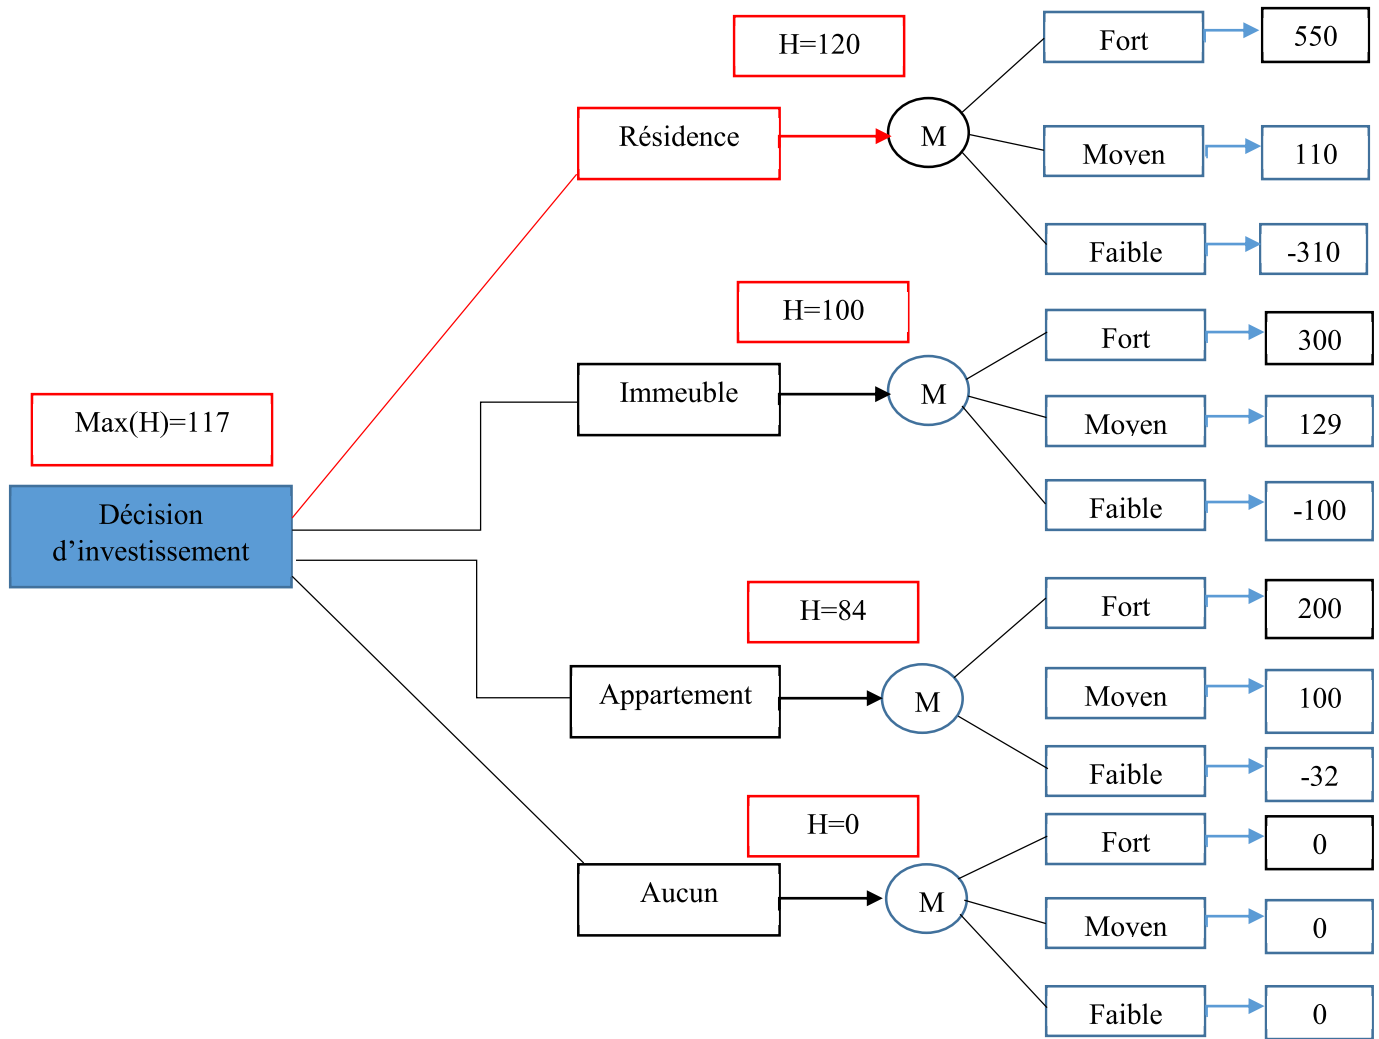 H=120
Fort
550
Résidence
M
Moyen
110
Faible
-310
H=100
Fort
300
Immeuble
M
Moyen
129
Max(H)=117
Faible
-100
Décision
d’investissement
H=84
Fort
200
Appartement
M
Moyen
100
Faible
-32
H=0
Fort
0
Aucun
M
Moyen
0
Faible
0